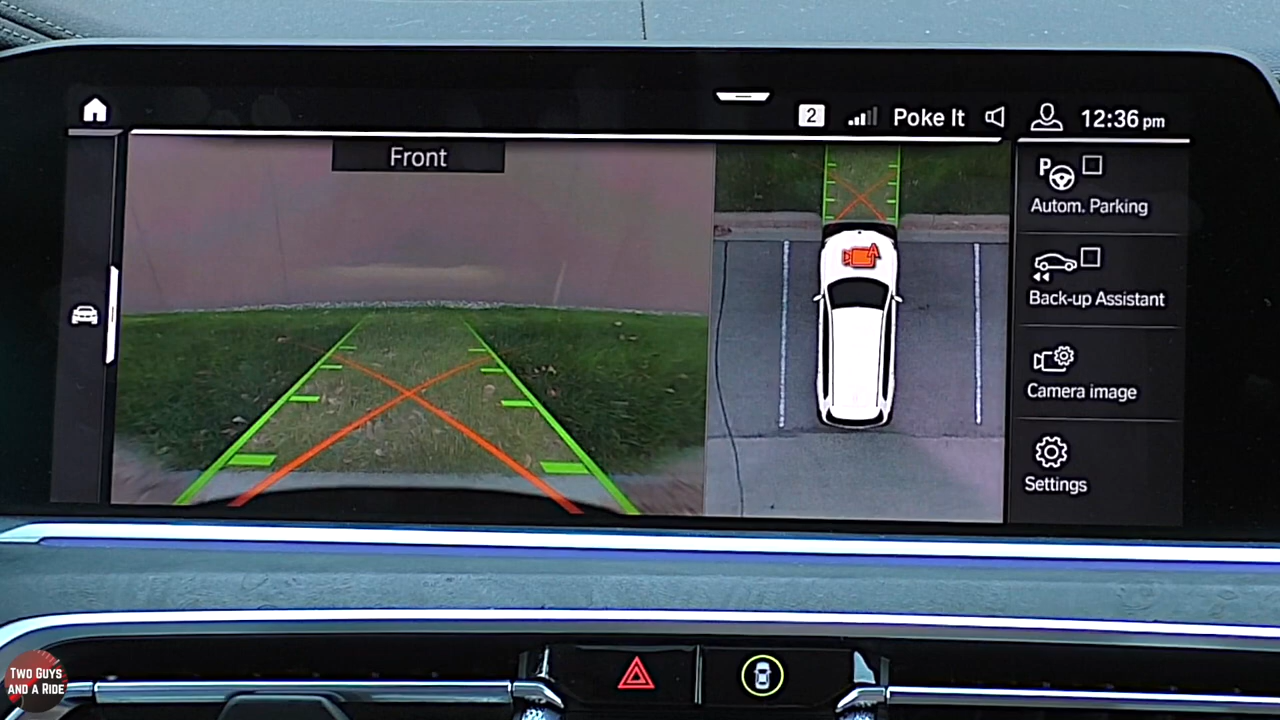 2
Poke It
12:36 pm
Front
P
Autom. Parking
A
Back-up Assistant
Camera image
Settings
TWO GUYS
AND A RIDE